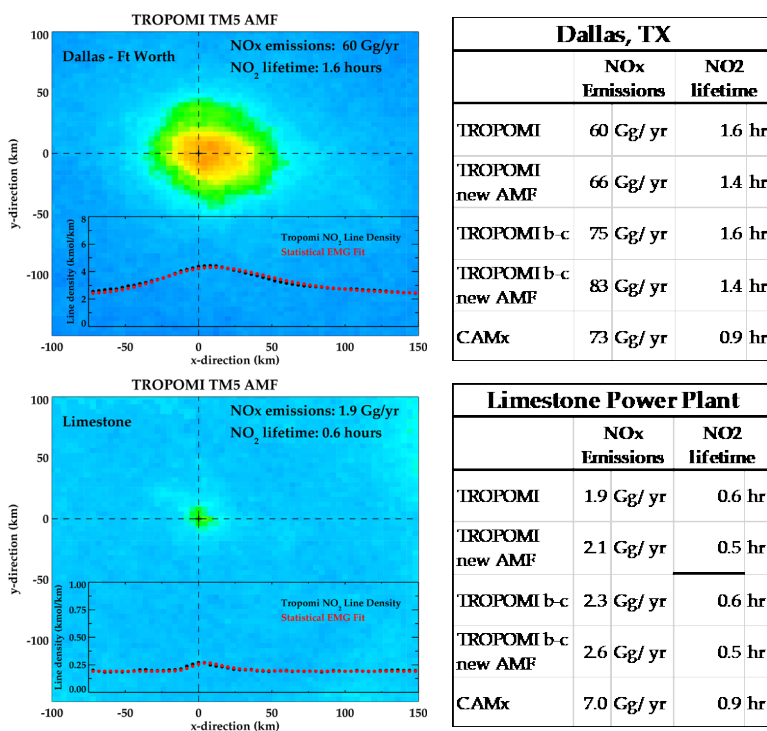 TROPOMI TM5 AMF
Dallas - Ft Worth
NOx emissions: 60 Gg/yr
NO2 lifetime: 1.6 hours
y-direction (km)
100
50
0
-50
-100
Line density (kmol/km)
8
6
4
2
0
Tropomi NO2 Line Density
Statistical EMG Fit
-100 -50 0 50 100 150
x-direction (km)
Dallas, TX
NOx Emissions NO2 lifetime
TROPOMI 60 Gg/ yr 1.6 hr
TROPOMI new AMF 66 Gg/ yr 1.4 hr
TROPOMI b-c 75 Gg/ yr 1.6 hr
TROPOMI b-c new AMF 83 Gg/ yr 1.4 hr
CAMx 73 Gg/ yr 0.9 hr
TROPOMI TM5 AMF
Limestone
NOx emissions: 1.9 Gg/yr
NO2 lifetime: 0.6 hours
y-direction (km)
100
50
0
-50
-100
Line density (kmol/km)
1.00
0.75
0.50
0.25
0.00
Tropomi NO2 Line Density
Statistical EMG Fit
-100 -50 0 50 100 150
x-direction (km)
Limestone Power Plant
NOx Emissions NO2 lifetime
TROPOMI 1.9 Gg/ yr 0.6 hr
TROPOMI new AMF 2.1 Gg/ yr 0.5 hr
TROPOMI b-c 2.3 Gg/ yr 0.6 hr
TROPOMI b-c new AMF 2.6 Gg/ yr 0.5 hr
CAMx 7.0 Gg/ yr 0.9 hr